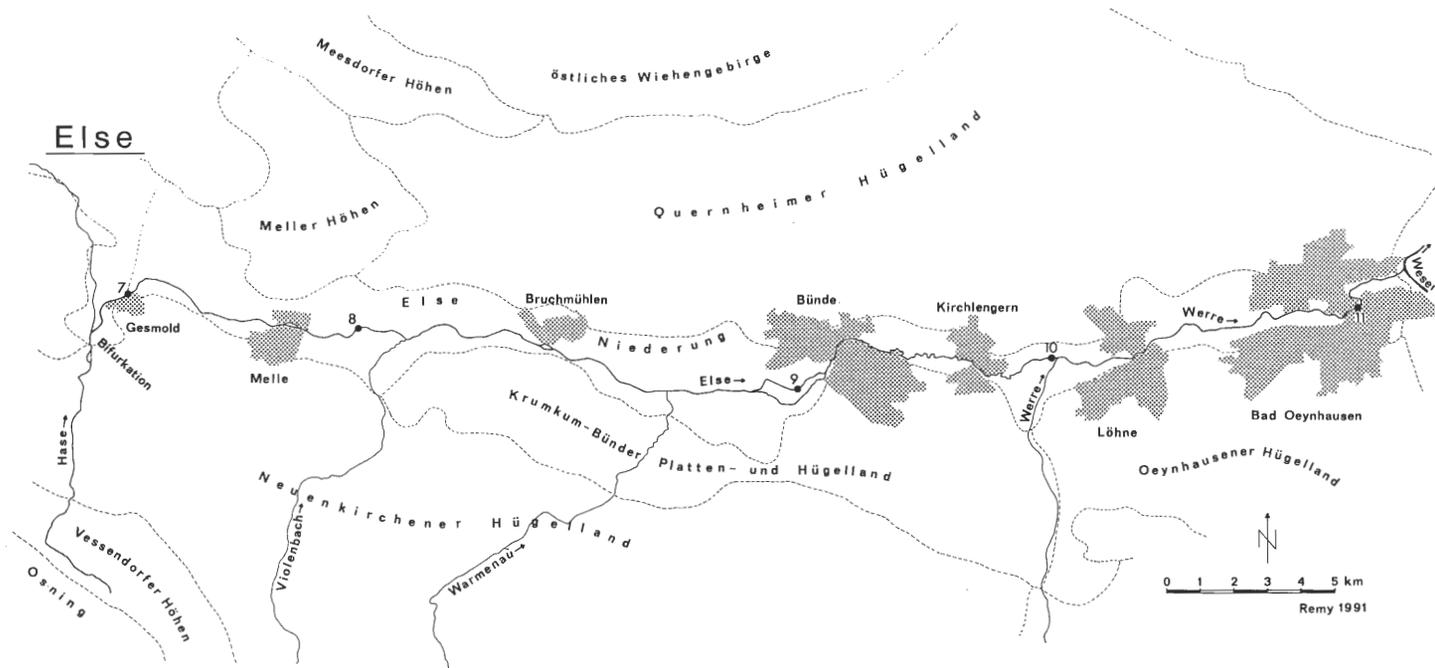 Meesdorfer Höhen
östliches Wiehengebirge
Else
Meller Höhen
Quernheimer Hügelland
Weser
7
Gesmold
Else
Bruchmühlen
Bünde
Kirchlengern
Werre→
11
8
Niederung
10
Bifurkation
Melle
Else→
9
Werre→
Löhne
Bad Oeynhausen
Hase→
Krumkum-Bünder Platten- und Hügelland
Oeynhausener Hügelland
Neuenkirchener Hügelland
Violenbach→
Warmenau→
Vessendorfer Höhen
Osning
N
0 1 2 3 4 5 km
Remy 1991